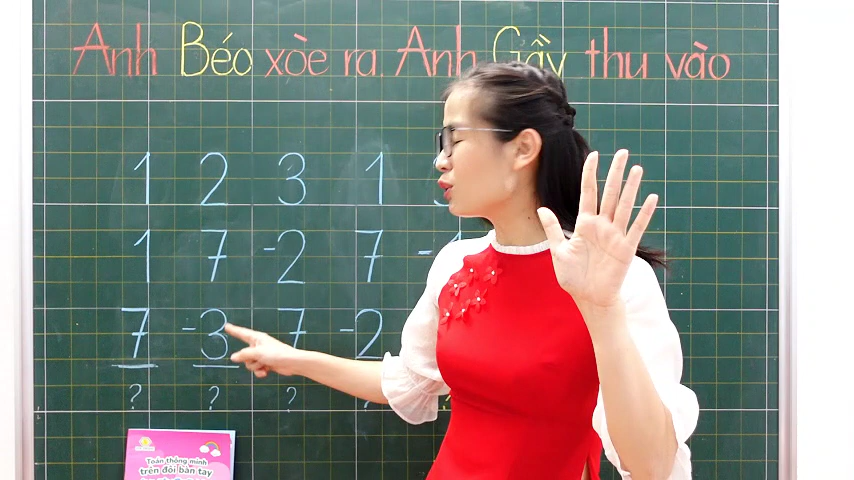 Anh Béo xòe ra. Anh Gầy thu vào
1 2 3 1
1 7 -2 7 -1
7 -3 7 -2
? ? ? ?
Toán thông minh
trên đôi bàn tay